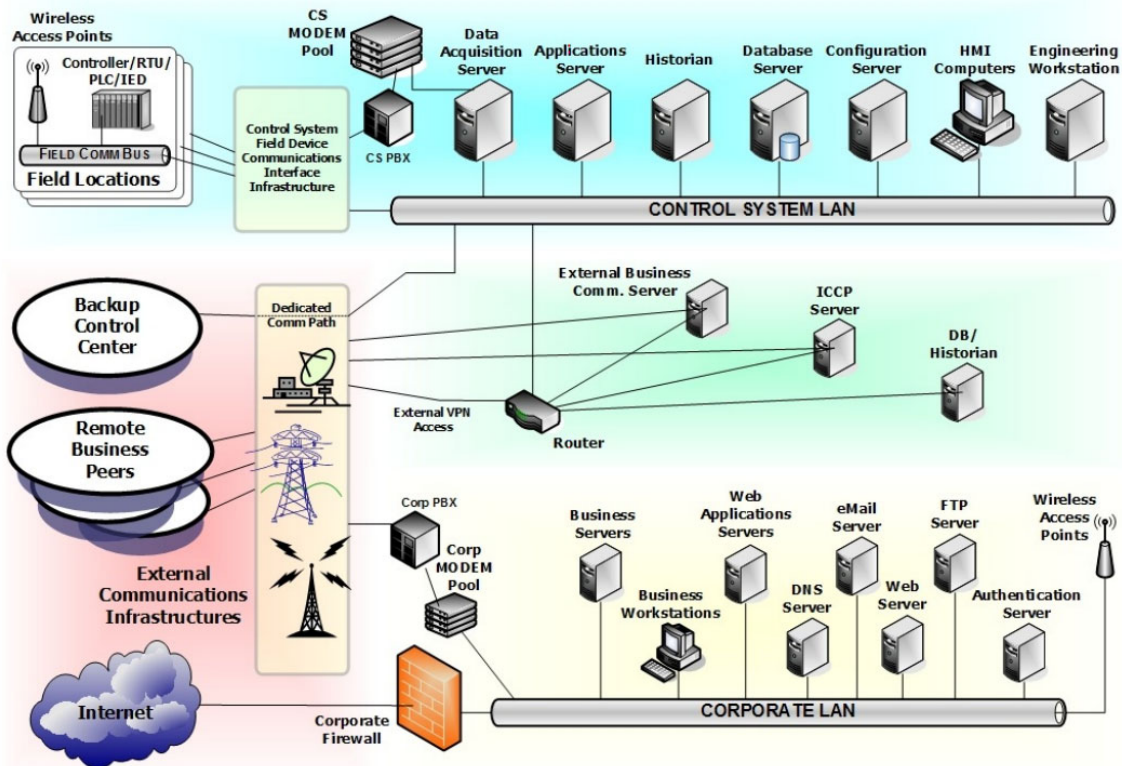 Wireless
Access Points
Controller/RTU/
PLC/IED
FIELD COMM BUS
Field Locations
CS
MODEM
Pool
CS PBX
Control System
Field Device
Communications
Interface
Infrastructure
Data
Acquisition
Server
Applications
Server
Historian
Database
Server
Configuration
Server
HMI
Computers
Engineering
Workstation
CONTROL SYSTEM LAN
Backup
Control
Center
Dedicated
Comm Path
External Business
Comm. Server
ICCP
Server
DB/
Historian
External VPN
Access
Router
Remote
Business
Peers
External
Communications
Infrastructures
Corp PBX
Corp
MODEM
Pool
Business
Servers
Business
Workstations
Web
Applications
Servers
DNS
Server
eMail
Server
Web
Server
FTP
Server
Authentication
Server
Wireless
Access
Points
Internet
Corporate
Firewall
CORPORATE LAN